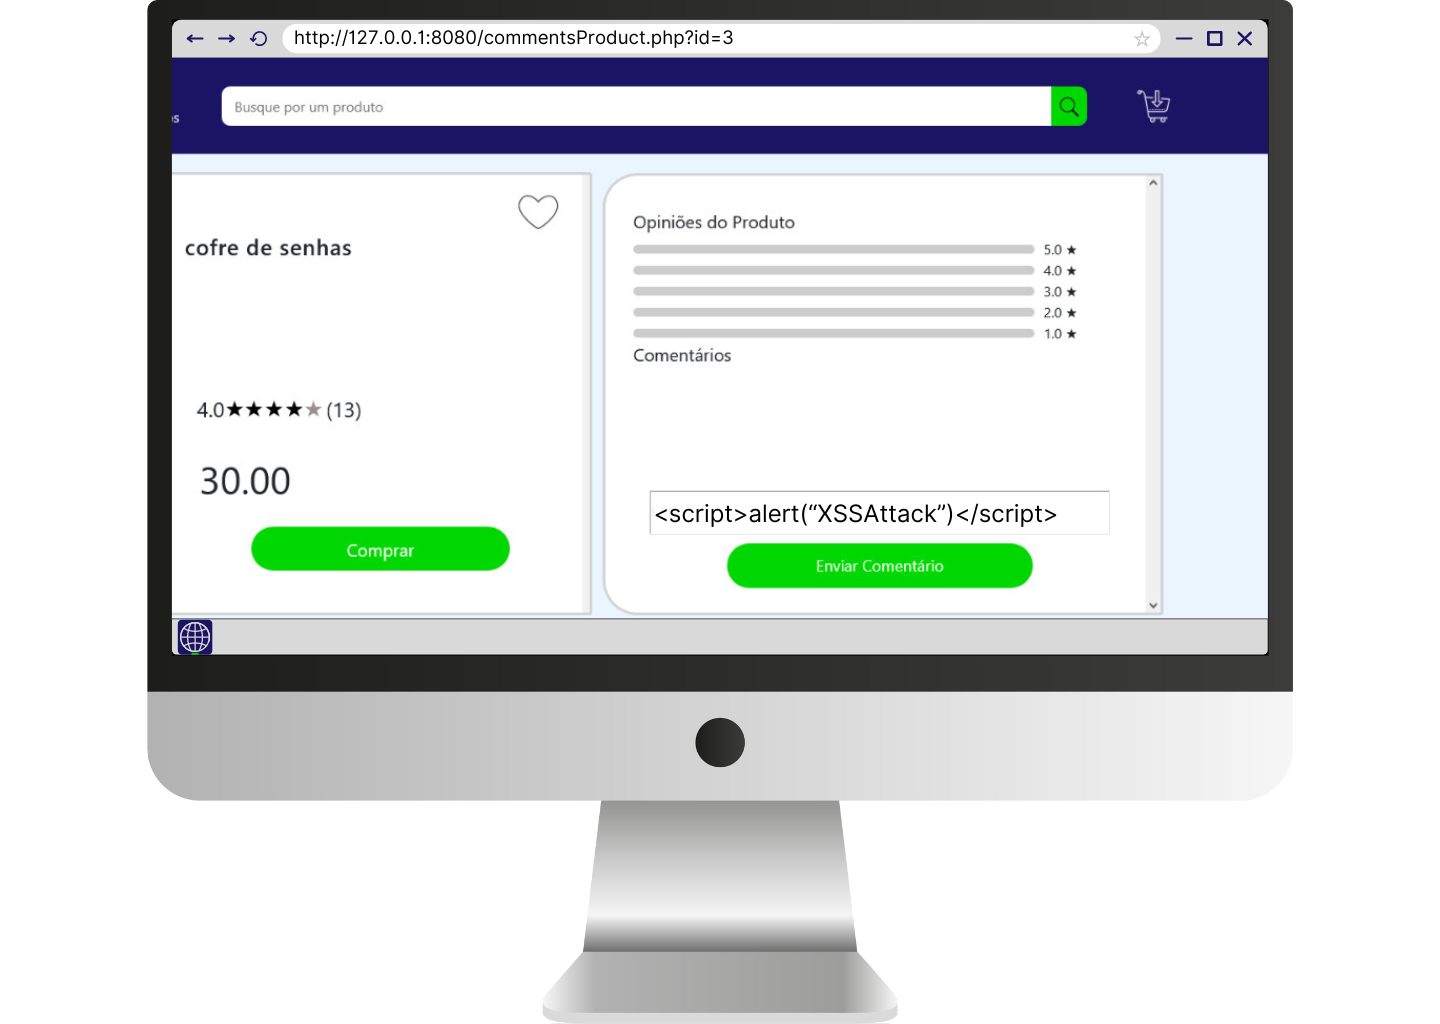 http://127.0.0.1:8080/commentsProduct.php?id=3
Busque por um produto
cofre de senhas
4.0★★★★★(13)
30.00
Comprar
Opiniões do Produto
5.0 ★
4.0 ★
3.0 ★
2.0 ★
1.0 ★
Comentários
<script>alert(“XSSAttack”)</script>
Enviar Comentário